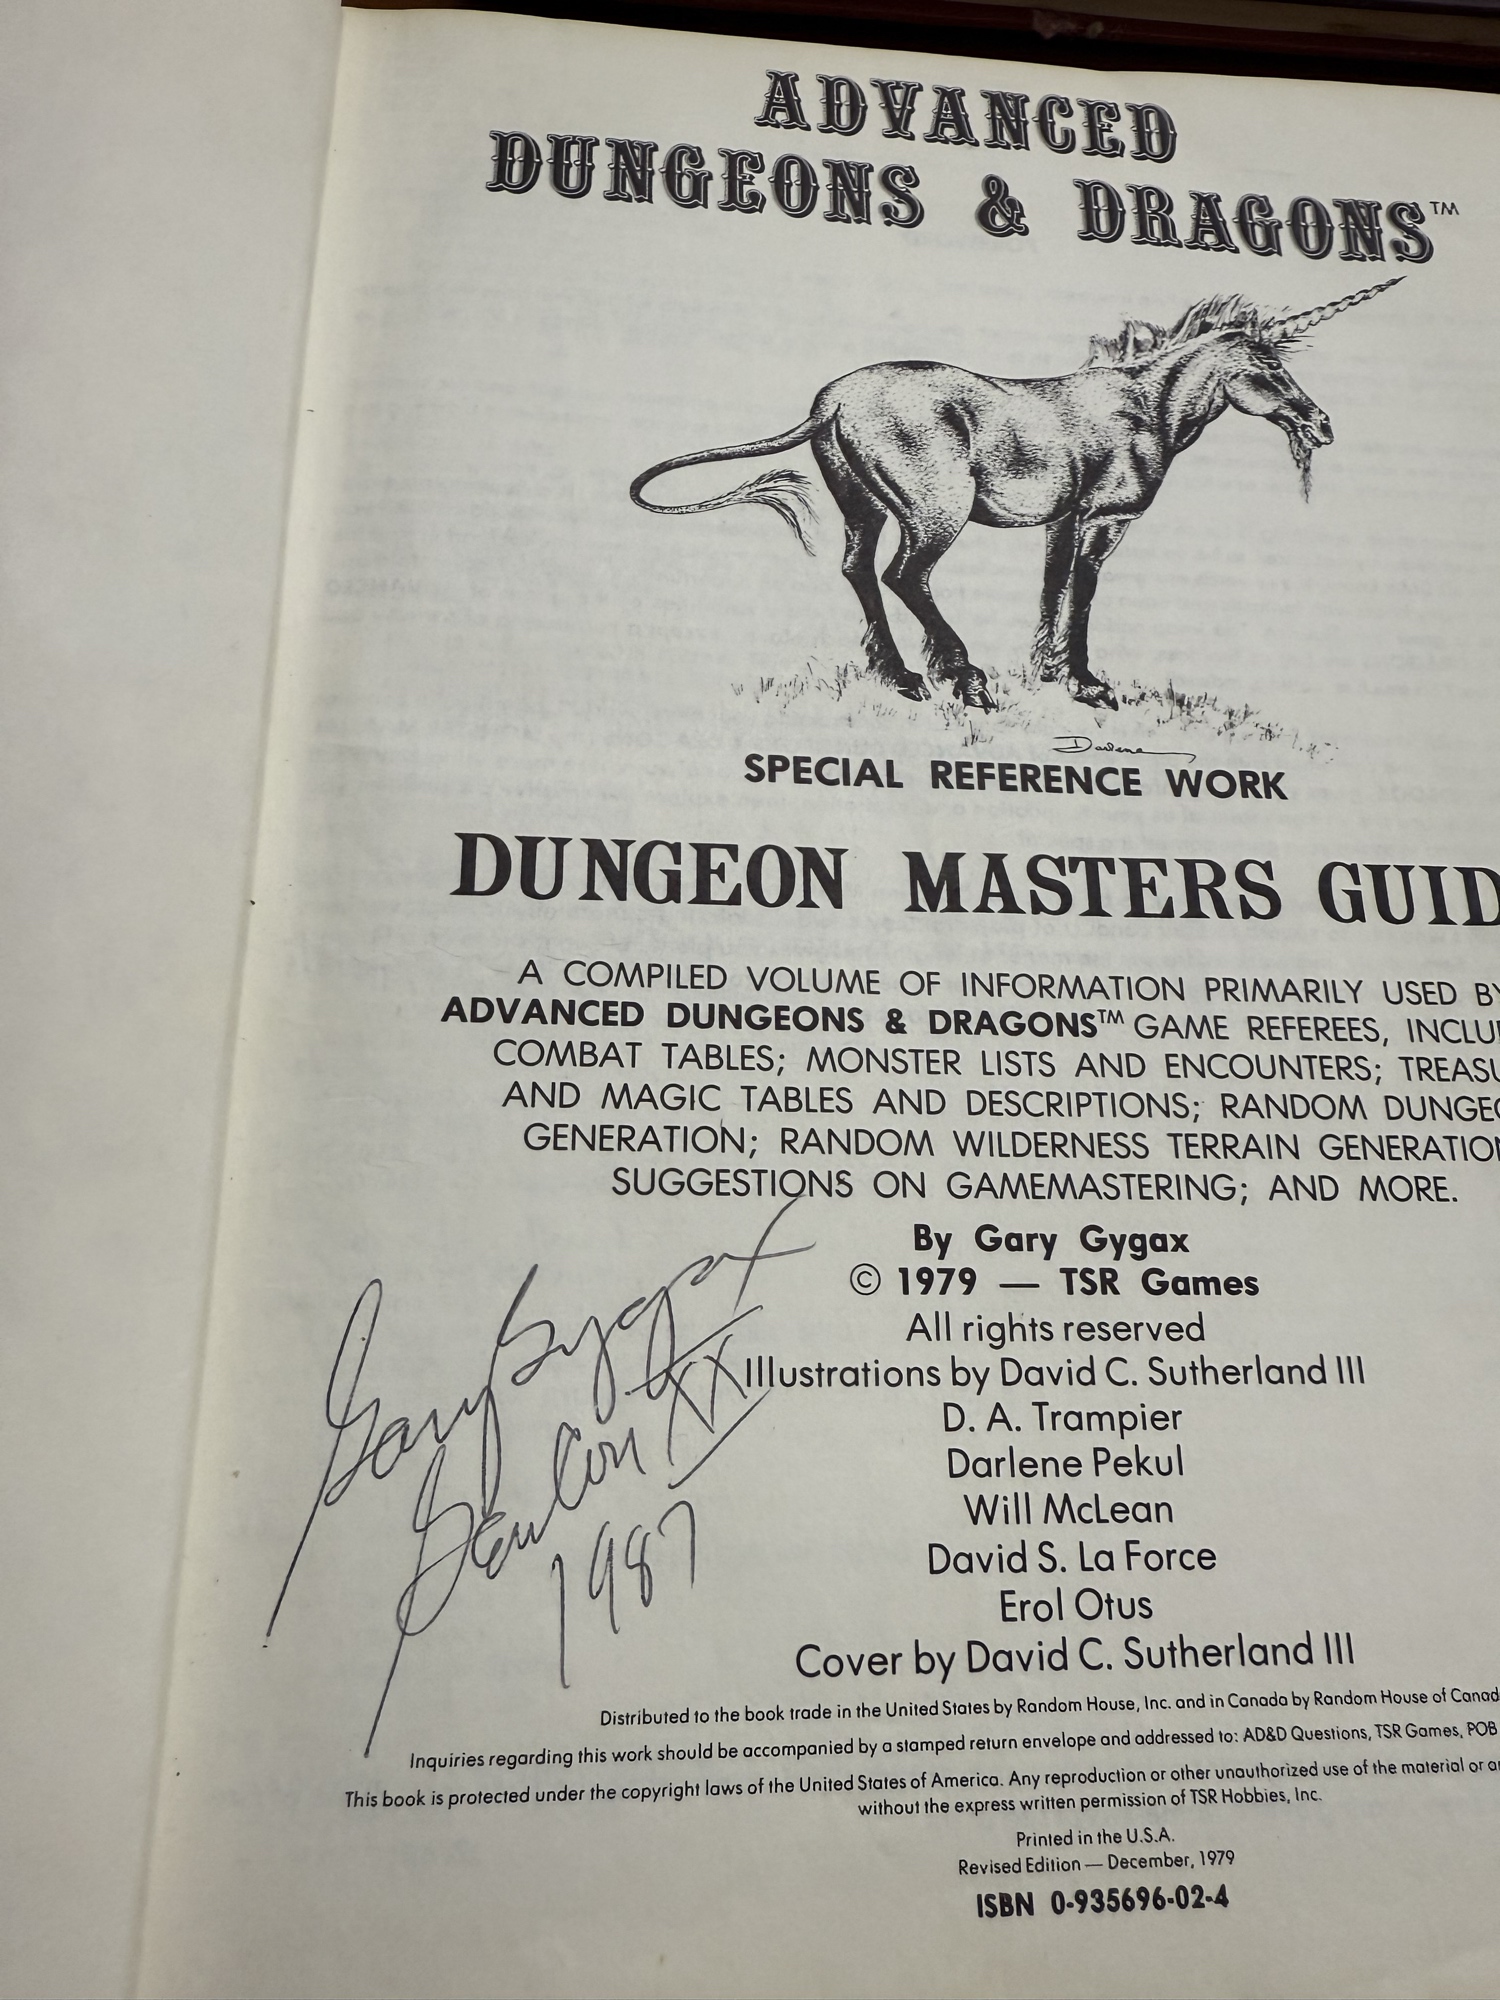 ADVANCED
DUNGEONS & DRAGONS™
Darlene
SPECIAL REFERENCE WORK
DUNGEON MASTERS GUID
A COMPILED VOLUME OF INFORMATION PRIMARILY USED BY
ADVANCED DUNGEONS & DRAGONS™ GAME REFEREES, INCLU
COMBAT TABLES; MONSTER LISTS AND ENCOUNTERS; TREASU
AND MAGIC TABLES AND DESCRIPTIONS; RANDOM DUNGEO
GENERATION; RANDOM WILDERNESS TERRAIN GENERATION
SUGGESTIONS ON GAMEMASTERING; AND MORE.
By Gary Gygax
© 1979 — TSR Games
All rights reserved
Illustrations by David C. Sutherland III
D. A. Trampier
Darlene Pekul
Will McLean
David S. La Force
Erol Otus
Cover by David C. Sutherland III
Gary Gygax
Gen Con XX
1987
Distributed to the book trade in the United States by Random House, Inc. and in Canada by Random House of Canad
Inquiries regarding this work should be accompanied by a stamped return envelope and addressed to: AD&D Questions, TSR Games, POB
This book is protected under the copyright laws of the United States of America. Any reproduction or other unauthorized use of the material or a
without the express written permission of TSR Hobbies, Inc.
Printed in the U.S.A.
Revised Edition — December, 1979
ISBN 0-935696-02-4